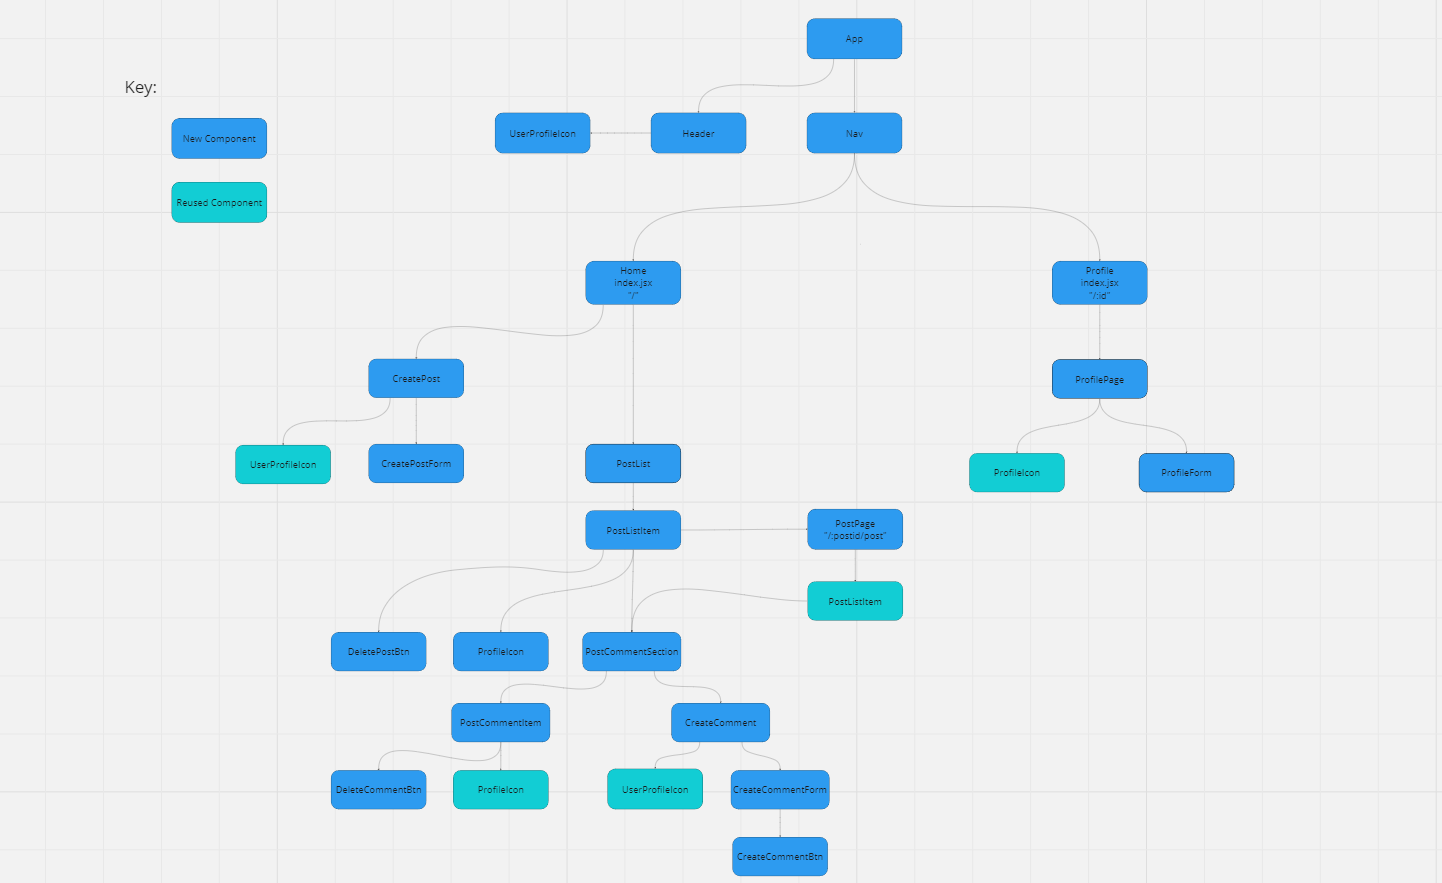 App
Key:
New Component
UserProfileIcon
Header
Nav
Reused Component
Home
index.jsx
"/"
Profile
index.jsx
"/:id"
CreatePost
ProfilePage
UserProfileIcon
CreatePostForm
PostList
ProfileIcon
ProfileForm
PostListItem
PostPage
"/:postid/post"
PostListItem
DeletePostBtn
ProfileIcon
PostCommentSection
PostCommentItem
CreateComment
DeleteCommentBtn
ProfileIcon
UserProfileIcon
CreateCommentForm
CreateCommentBtn